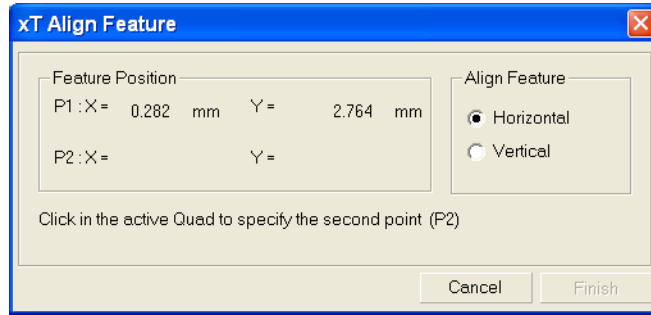 xT Align Feature
Feature Position
P1 : X = 0.282 mm Y = 2.764 mm
P2 : X = Y =
Align Feature
Horizontal
Vertical
Click in the active Quad to specify the second point (P2)
Cancel Finish